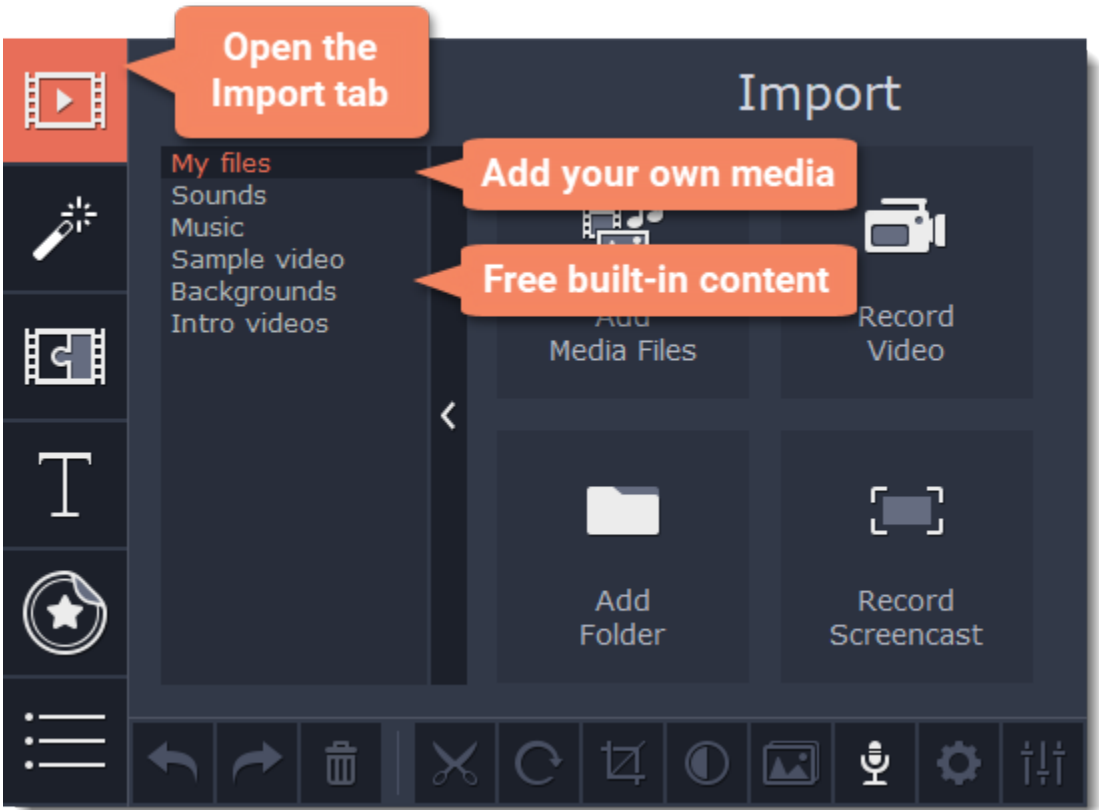 Open the
Import tab
Import
My files
Sounds
Music
Sample video
Backgrounds
Intro videos
Add your own media
Free built-in content
Add
Media Files
Record
Video
Add
Folder
Record
Screencast